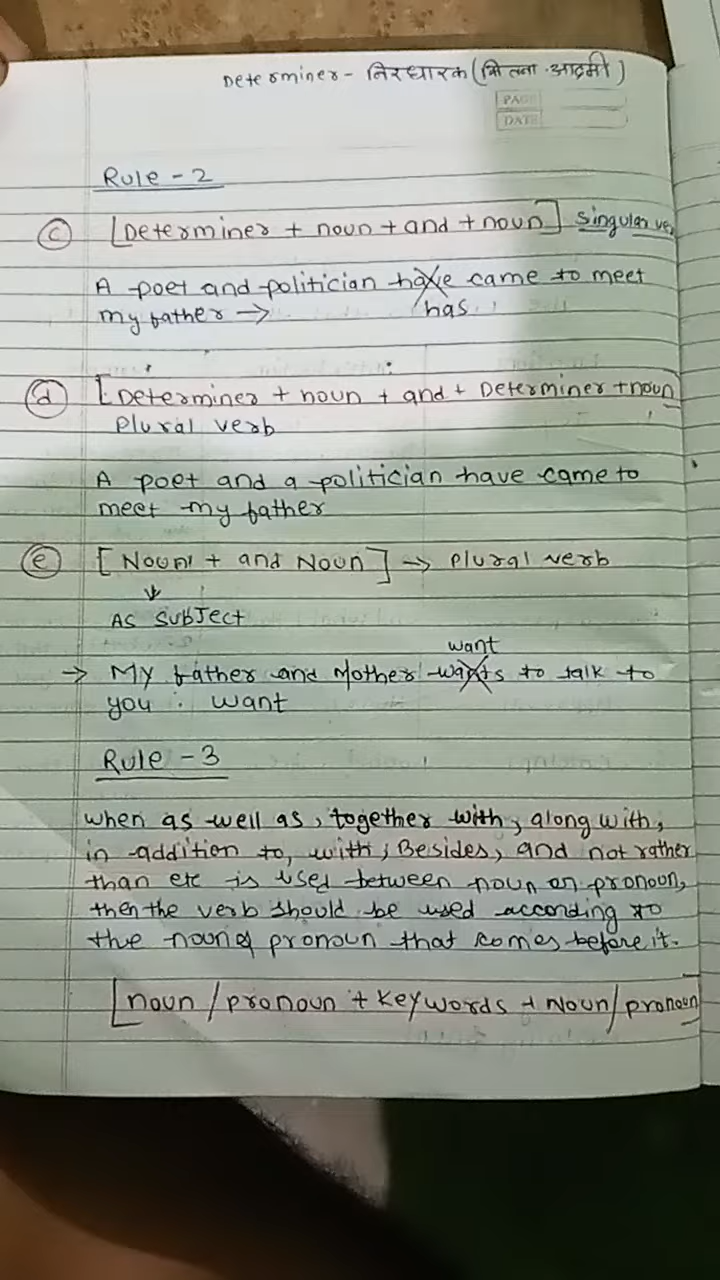 Determiner - निरधारक (मितना आदमी)
PAGE
DATE
Rule - 2
(c) [Determiner + noun + and + noun] singular ve
A poet and politician have came to meet
my father → has
(d) [Determiner + noun + and + Determiner + noun]
Plural verb
A poet and a politician have came to
meet my father
(e) [Noun + and Noun] → Plural verb
↓
As subject
want
→ My father and Mother wants to talk to
you . want
Rule - 3
when as well as, together with, along with,
in addition to, with, Besides, and not rather
than etc is used between noun or pronoun,
then the verb should be used according to
the noun of pronoun that comes before it.
[noun / pronoun + keywords + Noun/pronoun